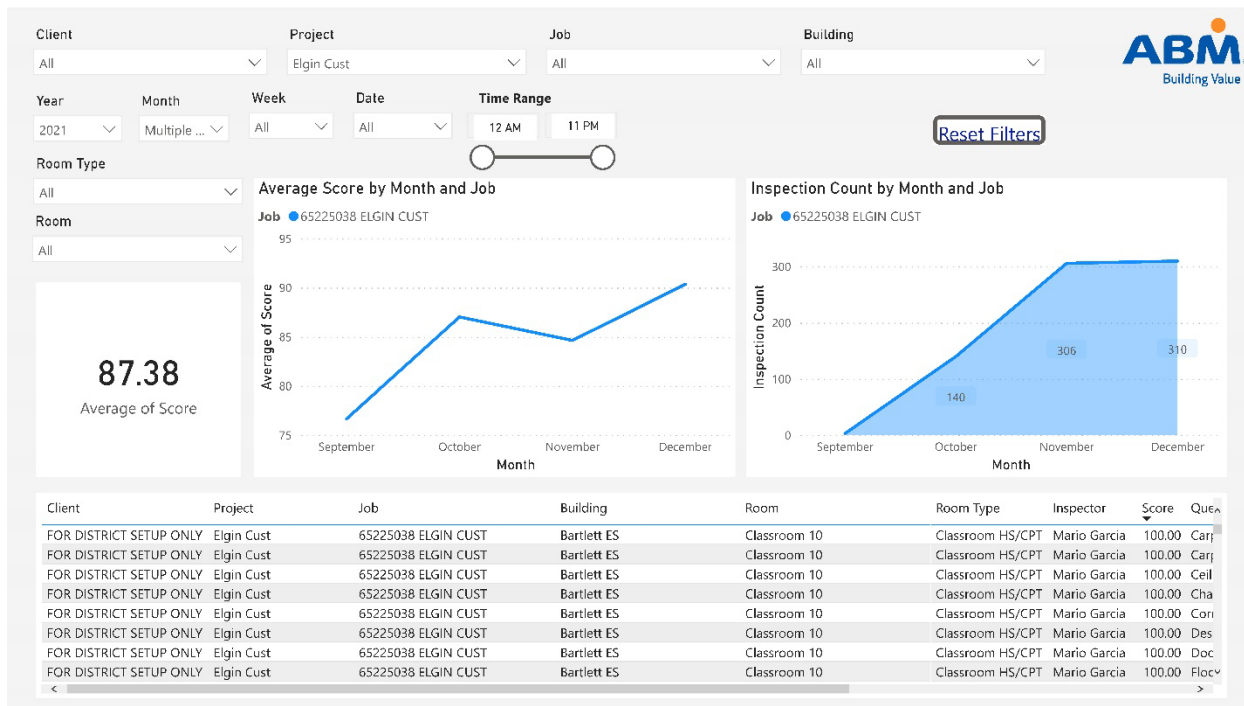 Client
Project
Job
Building
ABM
Building Value
All
Elgin Cust
All
All
Year
Month
Week
Date
Time Range
2021
Multiple ...
All
All
12 AM
11 PM
Reset Filters
Room Type
All
Room
All
87.38
Average of Score
Average Score by Month and Job
Job 65225038 ELGIN CUST
Average of Score
95
90
85
80
75
September October November December
Month
Inspection Count by Month and Job
Job 65225038 ELGIN CUST
Inspection Count
300
200
100
0
140
306
310
September October November December
Month
Client Project Job Building Room Room Type Inspector Score Que
FOR DISTRICT SETUP ONLY Elgin Cust 65225038 ELGIN CUST Bartlett ES Classroom 10 Classroom HS/CPT Mario Garcia 100.00 Carp
FOR DISTRICT SETUP ONLY Elgin Cust 65225038 ELGIN CUST Bartlett ES Classroom 10 Classroom HS/CPT Mario Garcia 100.00 Carp
FOR DISTRICT SETUP ONLY Elgin Cust 65225038 ELGIN CUST Bartlett ES Classroom 10 Classroom HS/CPT Mario Garcia 100.00 Ceil
FOR DISTRICT SETUP ONLY Elgin Cust 65225038 ELGIN CUST Bartlett ES Classroom 10 Classroom HS/CPT Mario Garcia 100.00 Cha
FOR DISTRICT SETUP ONLY Elgin Cust 65225038 ELGIN CUST Bartlett ES Classroom 10 Classroom HS/CPT Mario Garcia 100.00
FOR DISTRICT SETUP ONLY Elgin Cust 65225038 ELGIN CUST Bartlett ES Classroom 10 Classroom HS/CPT Mario Garcia 100.00 Des
FOR DISTRICT SETUP ONLY Elgin Cust 65225038 ELGIN CUST Bartlett ES Classroom 10 Classroom HS/CPT Mario Garcia 100.00
FOR DISTRICT SETUP ONLY Elgin Cust 65225038 ELGIN CUST Bartlett ES Classroom 10 Classroom HS/CPT Mario Garcia 100.00